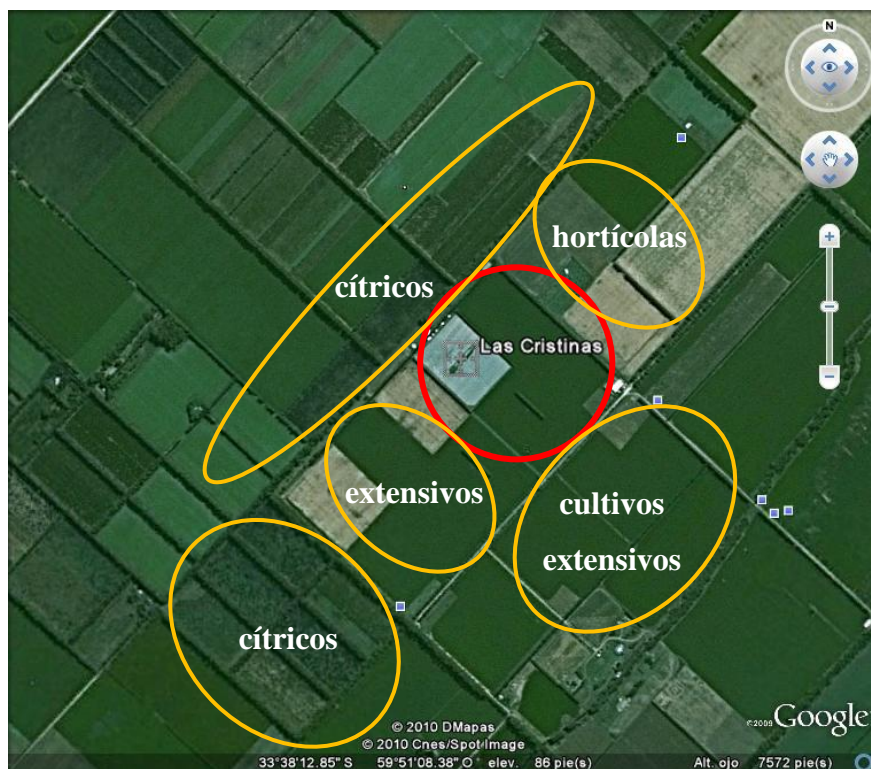 N
hortícolas
cítricos
Las Cristinas
extensivos
cultivos
extensivos
cítricos
©2009 Google
© 2010 DMapas
© 2010 Cnes/Spot Image
33°38'12.85" S 59°51'08.38" O elev. 86 pie(s) Alt. ojo 7572 pie(s)